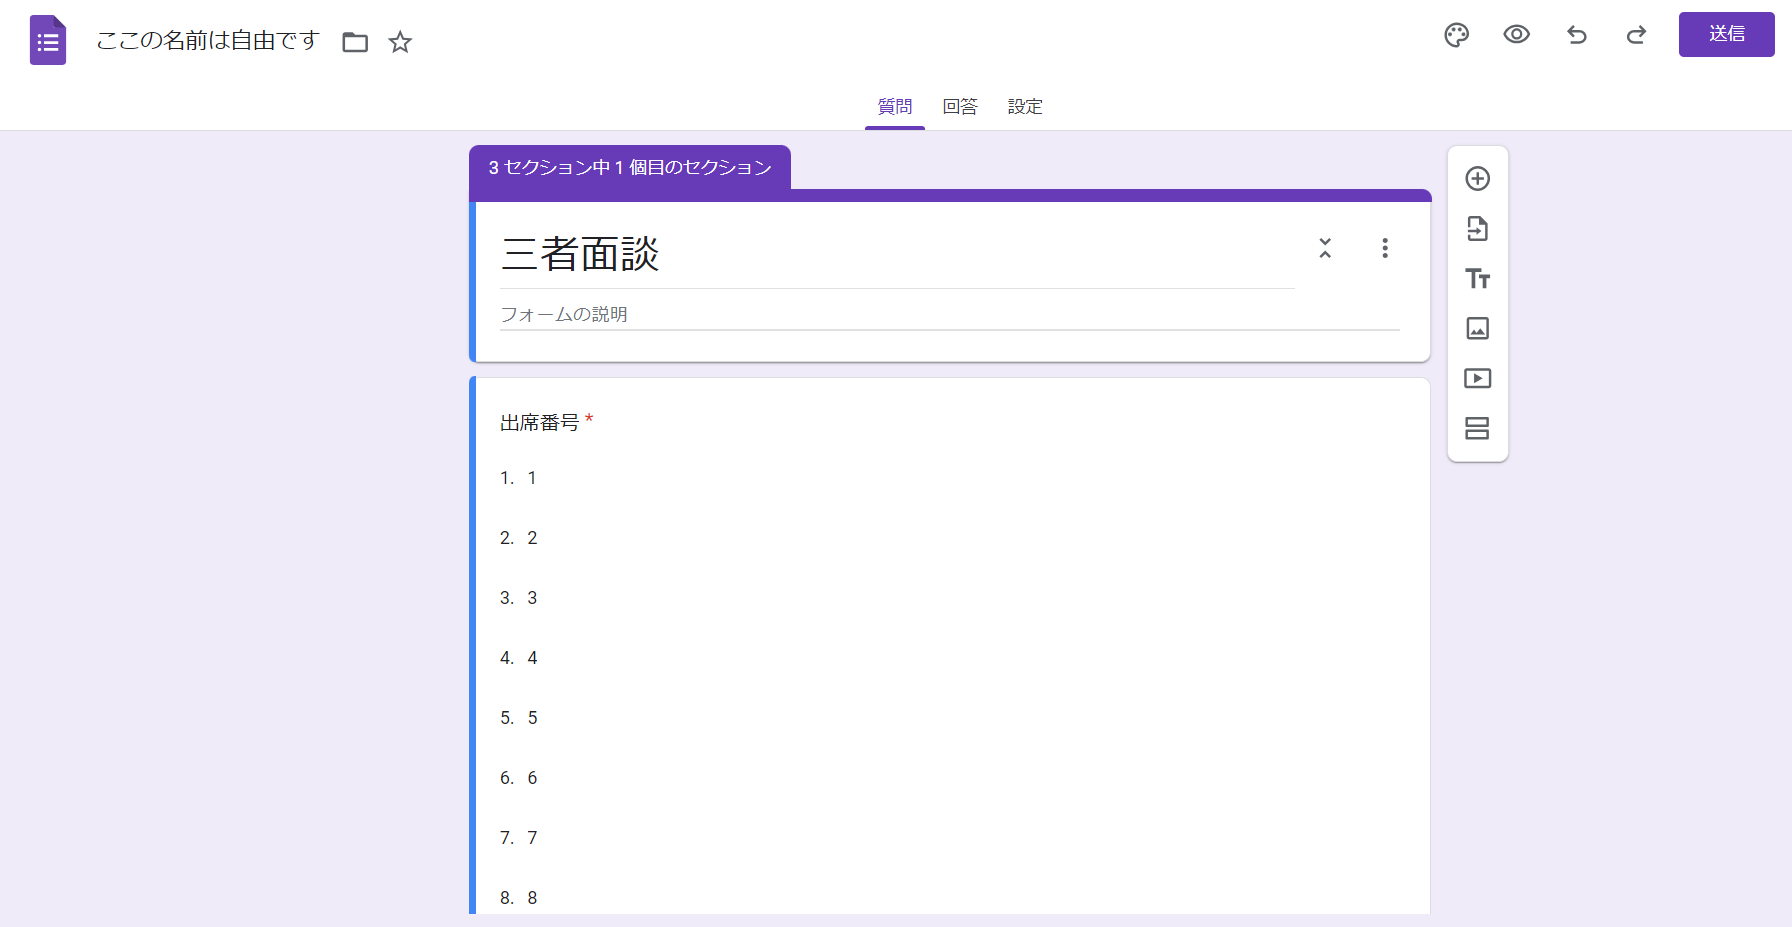 ここの名前は自由です
送信
質問 回答 設定
3 セクション中 1 個目のセクション
三者面談
フォームの説明
出席番号 *
1. 1
2. 2
3. 3
4. 4
5. 5
6. 6
7. 7
8. 8